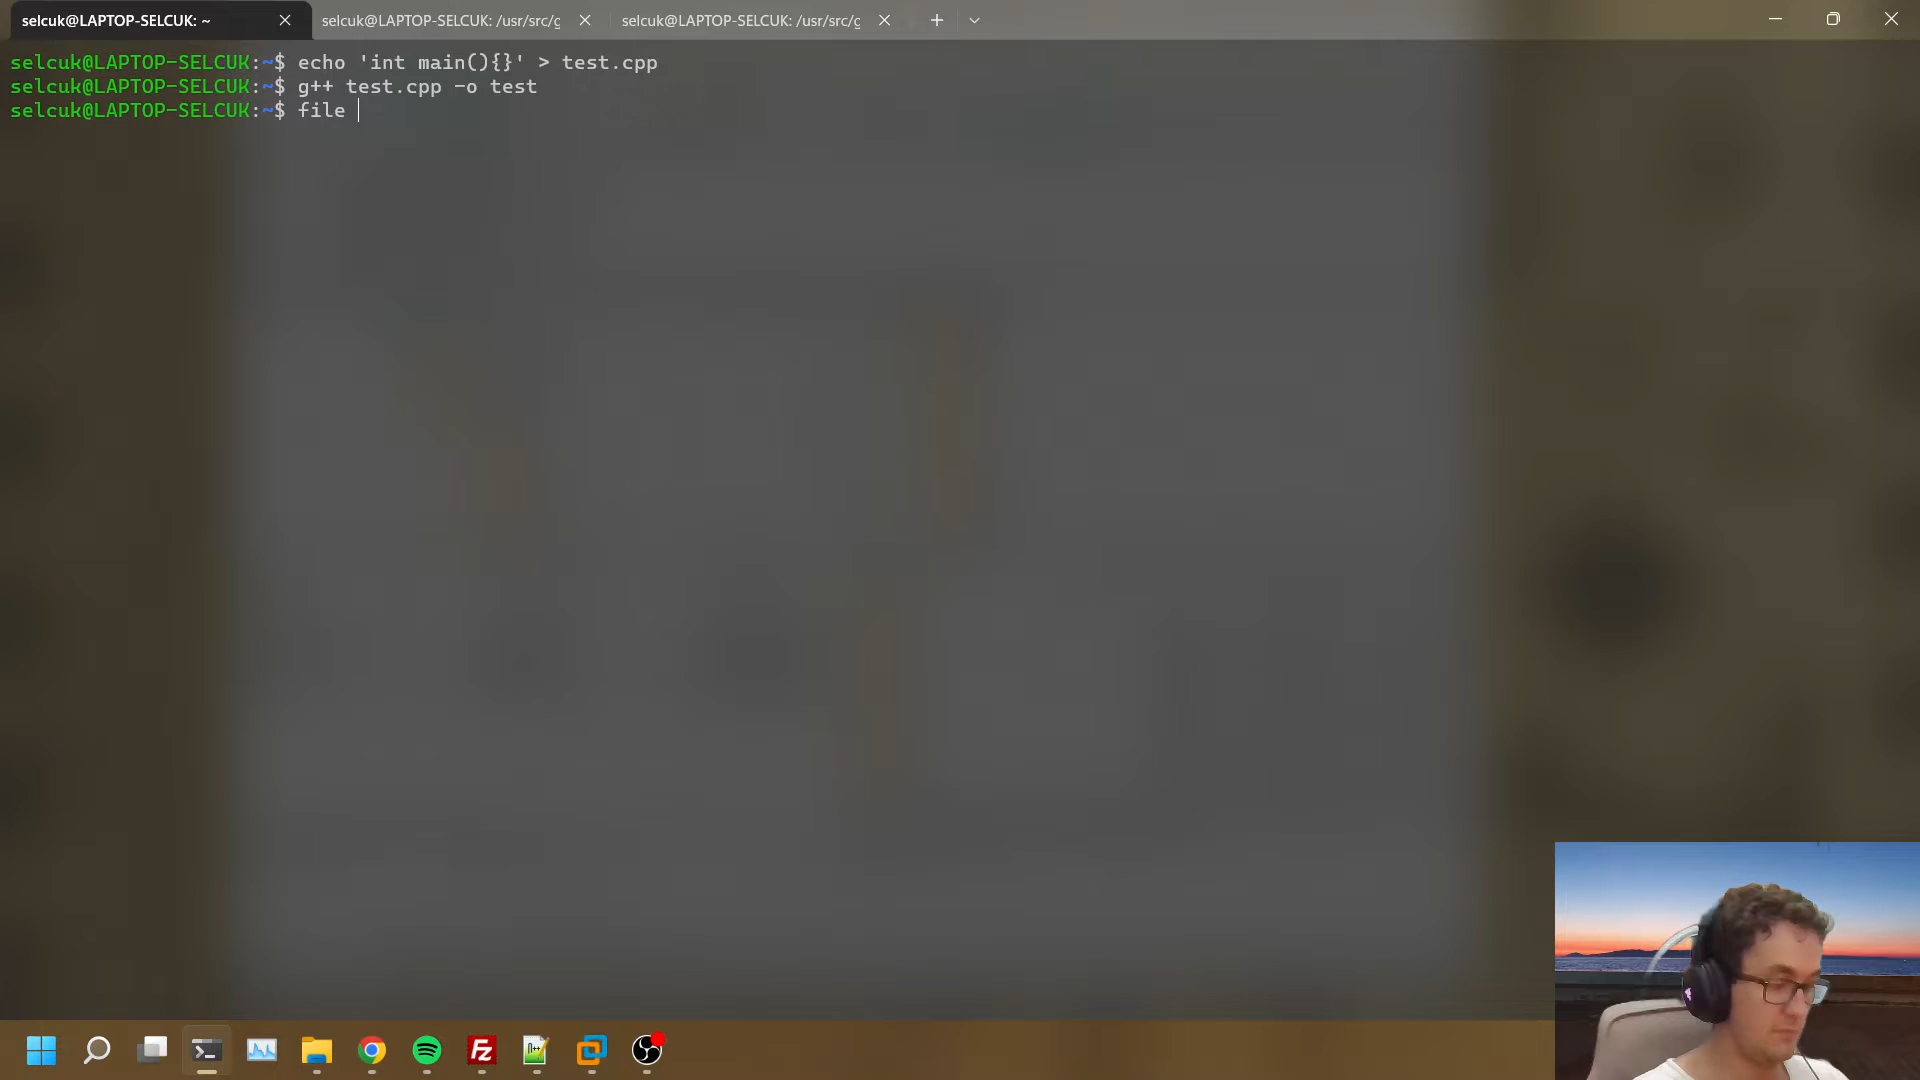 selcuk@LAPTOP-SELCUK: ~
selcuk@LAPTOP-SELCUK: /usr/src/g
selcuk@LAPTOP-SELCUK: /usr/src/g
selcuk@LAPTOP-SELCUK:~$ echo 'int main(){}' > test.cpp
selcuk@LAPTOP-SELCUK:~$ g++ test.cpp -o test
selcuk@LAPTOP-SELCUK:~$ file
Fz